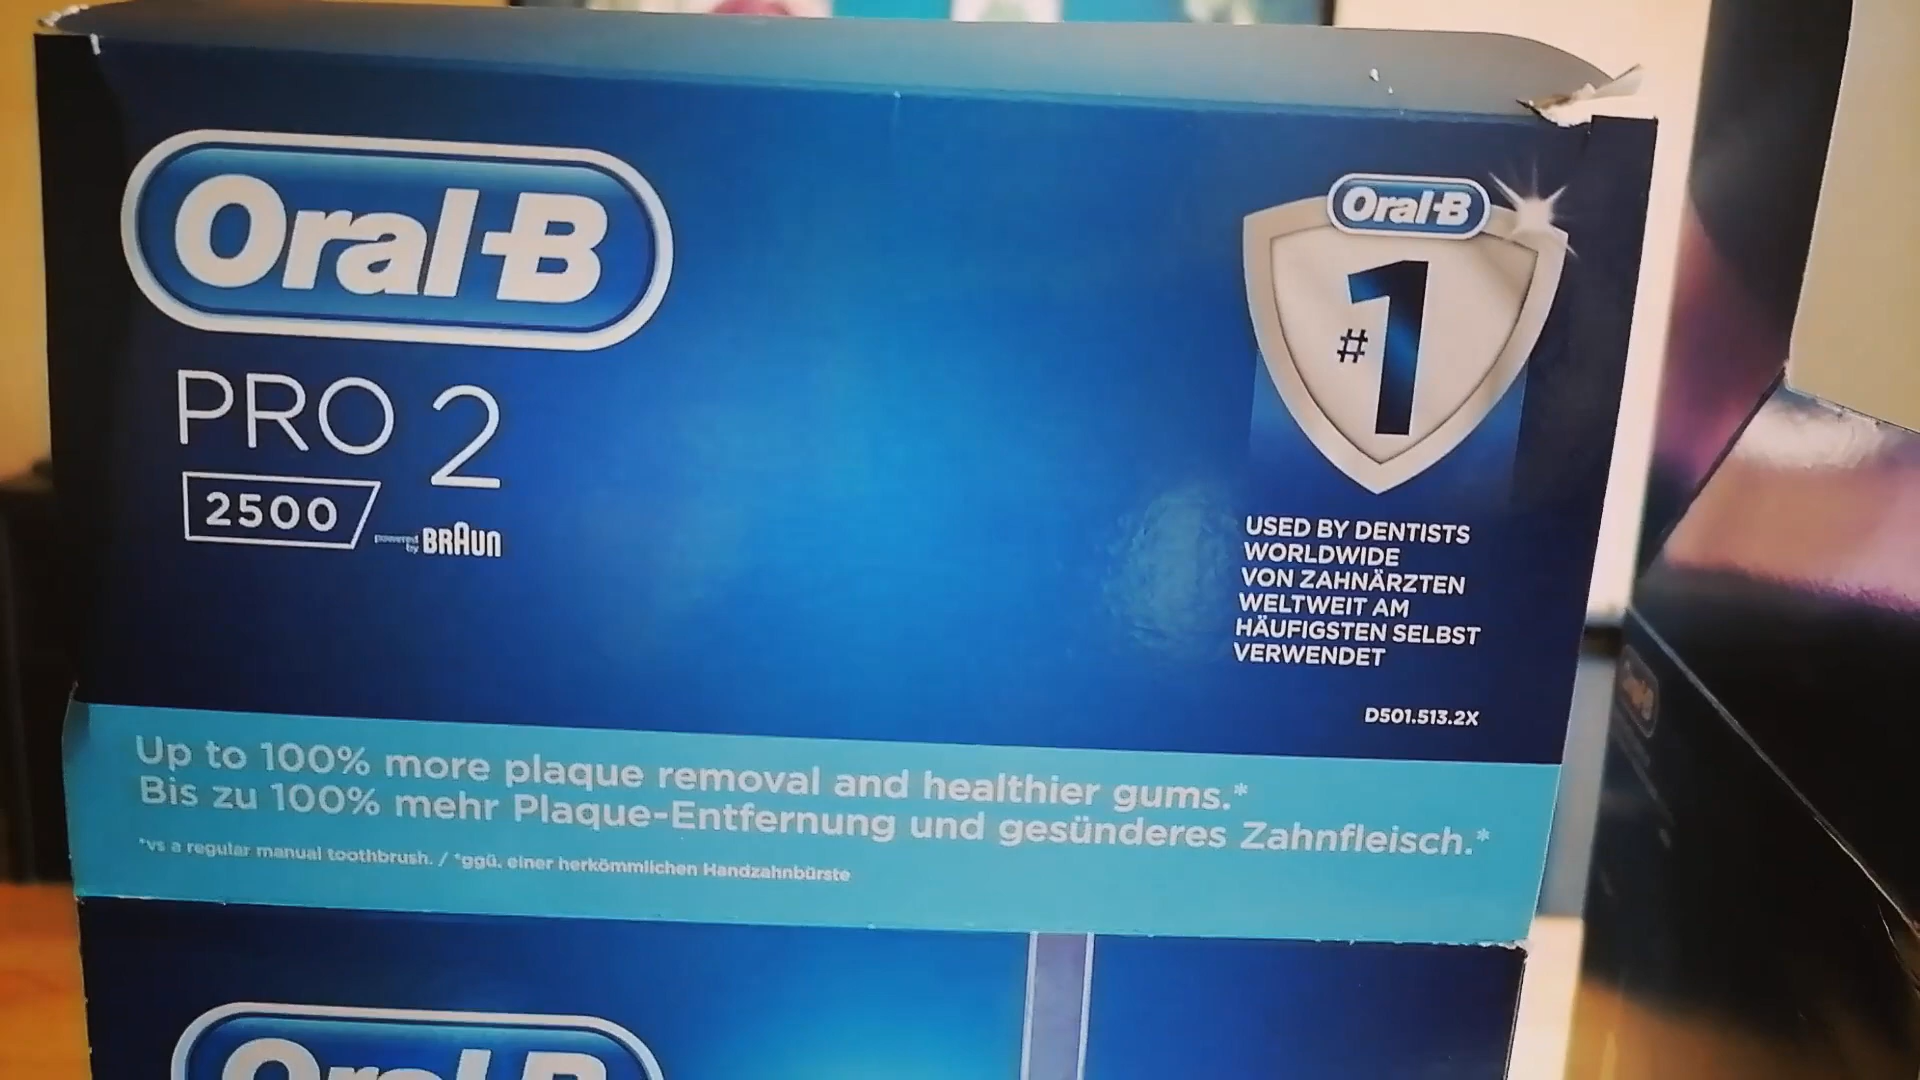 Oral-B
PRO 2
2500
powered by BRAUN
Oral-B
#1
USED BY DENTISTS
WORLDWIDE
VON ZAHNÄRZTEN
WELTWEIT AM
HÄUFIGSTEN SELBST
VERWENDET
D501.513.2X
Up to 100% more plaque removal and healthier gums.*
Bis zu 100% mehr Plaque-Entfernung und gesünderes Zahnfleisch.*
*vs a regular manual toothbrush. / *ggü. einer herkömmlichen Handzahnbürste
Oral-B